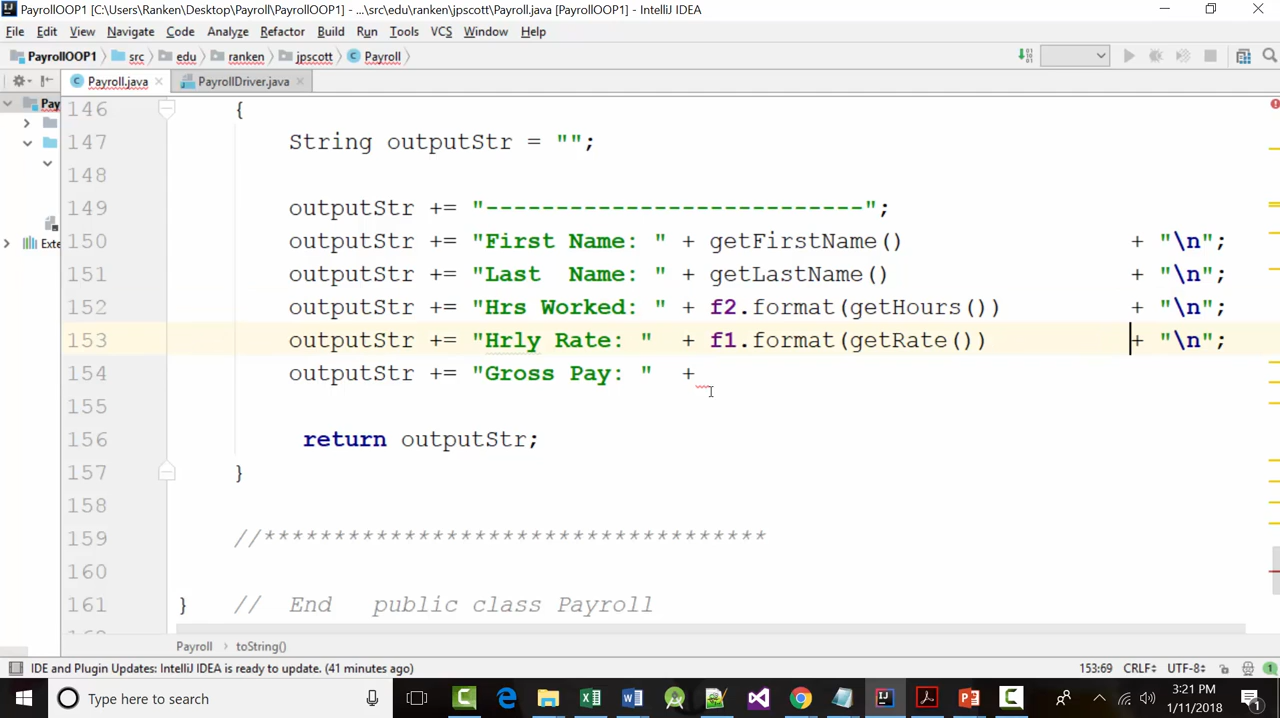 PayrollOOP1 [C:\Users\Ranken\Desktop\Payroll\PayrollOOP1] - ...\src\edu\ranken\jpscott\Payroll.java [PayrollOOP1] - IntelliJ IDEA
File Edit View Navigate Code Analyze Refactor Build Run Tools VCS Window Help
PayrollOOP1 src edu ranken jpscott Payroll
Payroll.java PayrollDriver.java
Pay
Exte
146 {
147 String outputStr = "";
148
149 outputStr += "---------------------------";
150 outputStr += "First Name: " + getFirstName() + "\n";
151 outputStr += "Last  Name: " + getLastName() + "\n";
152 outputStr += "Hrs Worked: " + f2.format(getHours()) + "\n";
153 outputStr += "Hrly Rate: " + f1.format(getRate()) + "\n";
154 outputStr += "Gross Pay: " +
155
156 return outputStr;
157 }
158
159 //************************************
160
161 } // End public class Payroll
Payroll › toString()
IDE and Plugin Updates: IntelliJ IDEA is ready to update. (41 minutes ago) 153:69 CRLF UTF-8 1
Type here to search
3:21 PM
1/11/2018
1